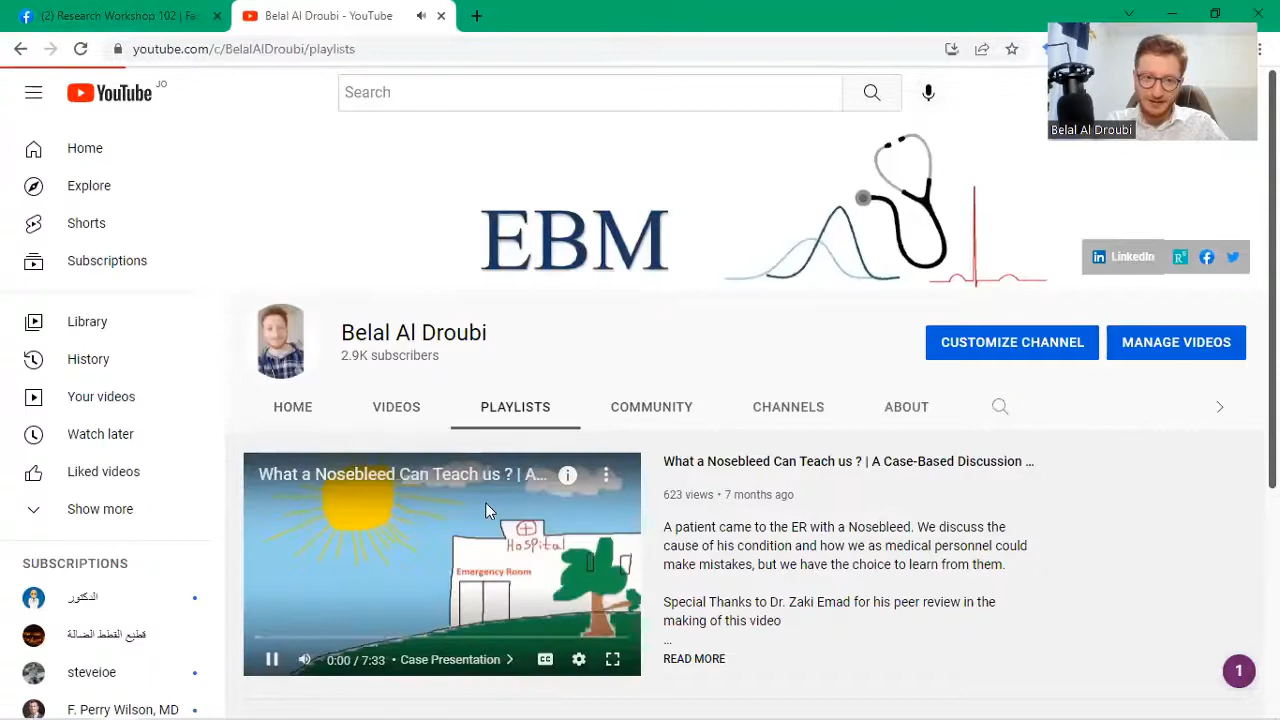 (2) Research Workshop 102 | Fa
Belal Al Droubi - YouTube
youtube.com/c/BelalAlDroubi/playlists
YouTube JO
Search
Belal Al Droubi
Home
Explore
Shorts
Subscriptions
EBM
LinkedIn
R
Library
History
Your videos
Watch later
Liked videos
Show more
SUBSCRIPTIONS
الدكتور
قطيع القطط الضالة
steveioe
F. Perry Wilson, MD
Belal Al Droubi
2.9K subscribers
CUSTOMIZE CHANNEL
MANAGE VIDEOS
HOME
VIDEOS
PLAYLISTS
COMMUNITY
CHANNELS
ABOUT
What a Nosebleed Can Teach us ? | A...
Hospital
Emergency Room
0:00 / 7:33 • Case Presentation
CC
What a Nosebleed Can Teach us ? | A Case-Based Discussion ...
623 views • 7 months ago
A patient came to the ER with a Nosebleed. We discuss the
cause of his condition and how we as medical personnel could
make mistakes, but we have the choice to learn from them.
Special Thanks to Dr. Zaki Emad for his peer review in the
making of this video
...
READ MORE
1